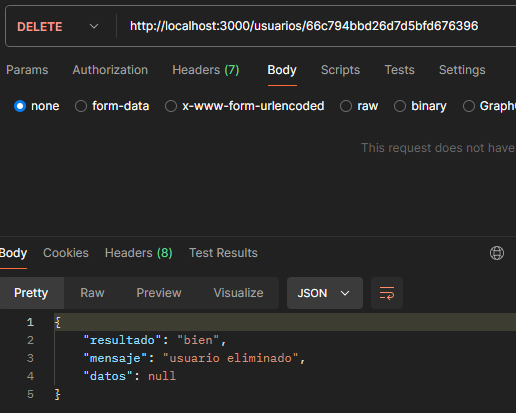 DELETE http://localhost:3000/usuarios/66c794bbd26d7d5bfd676396
Params Authorization Headers (7) Body Scripts Tests Settings
none form-data x-www-form-urlencoded raw binary Graph
This request does not have
Body Cookies Headers (8) Test Results
Pretty Raw Preview Visualize JSON
1 {
2 "resultado": "bien",
3 "mensaje": "usuario eliminado",
4 "datos": null
5 }